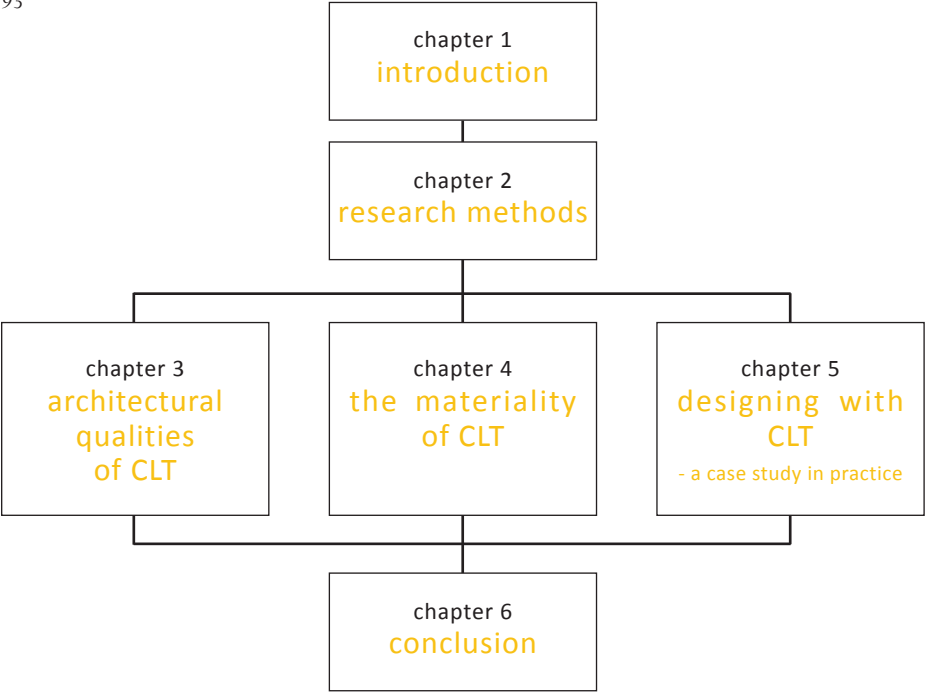 95
chapter 1
introduction
chapter 2
research methods
chapter 3
architectural
qualities
of CLT
chapter 4
the materiality
of CLT
chapter 5
designing with
CLT
- a case study in practice
chapter 6
conclusion